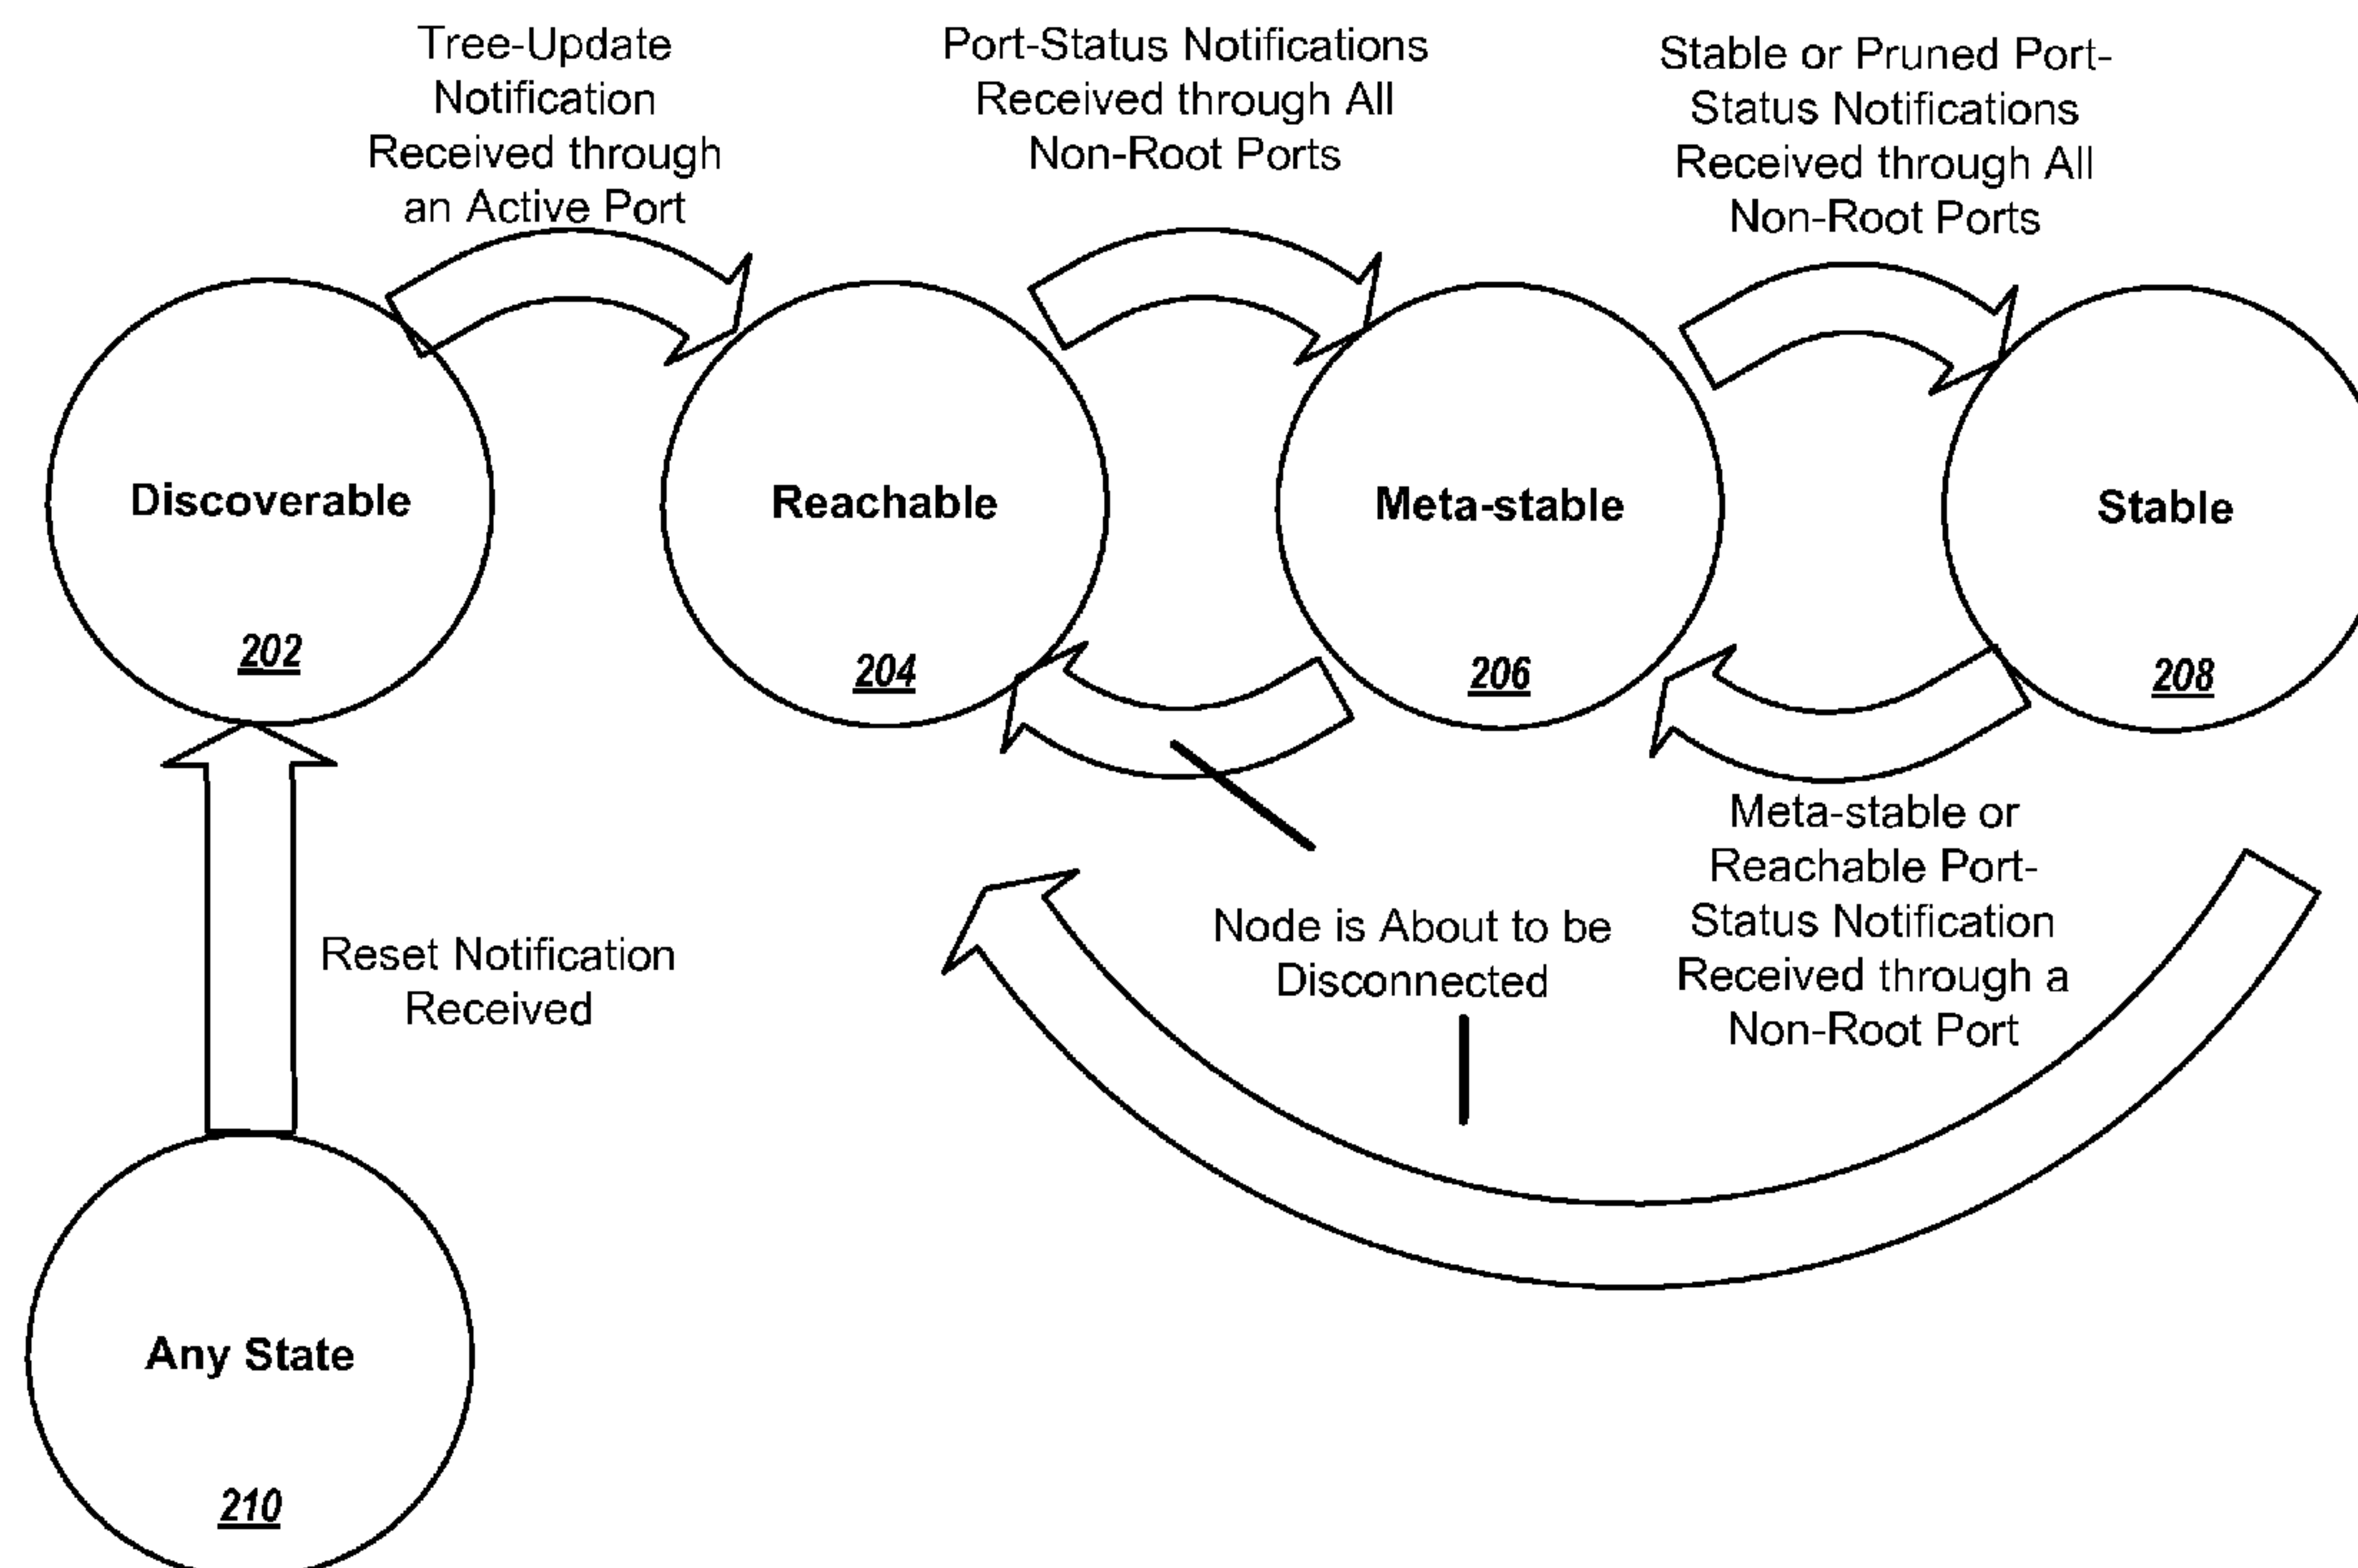 Tree-Update
Notification
Received through
an Active Port
Port-Status Notifications
Received through All
Non-Root Ports
Stable or Pruned Port-
Status Notifications
Received through All
Non-Root Ports
Discoverable
202
Reachable
204
Meta-stable
206
Stable
208
Reset Notification
Received
Node is About to be
Disconnected
Meta-stable or
Reachable Port-
Status Notification
Received through a
Non-Root Port
Any State
210